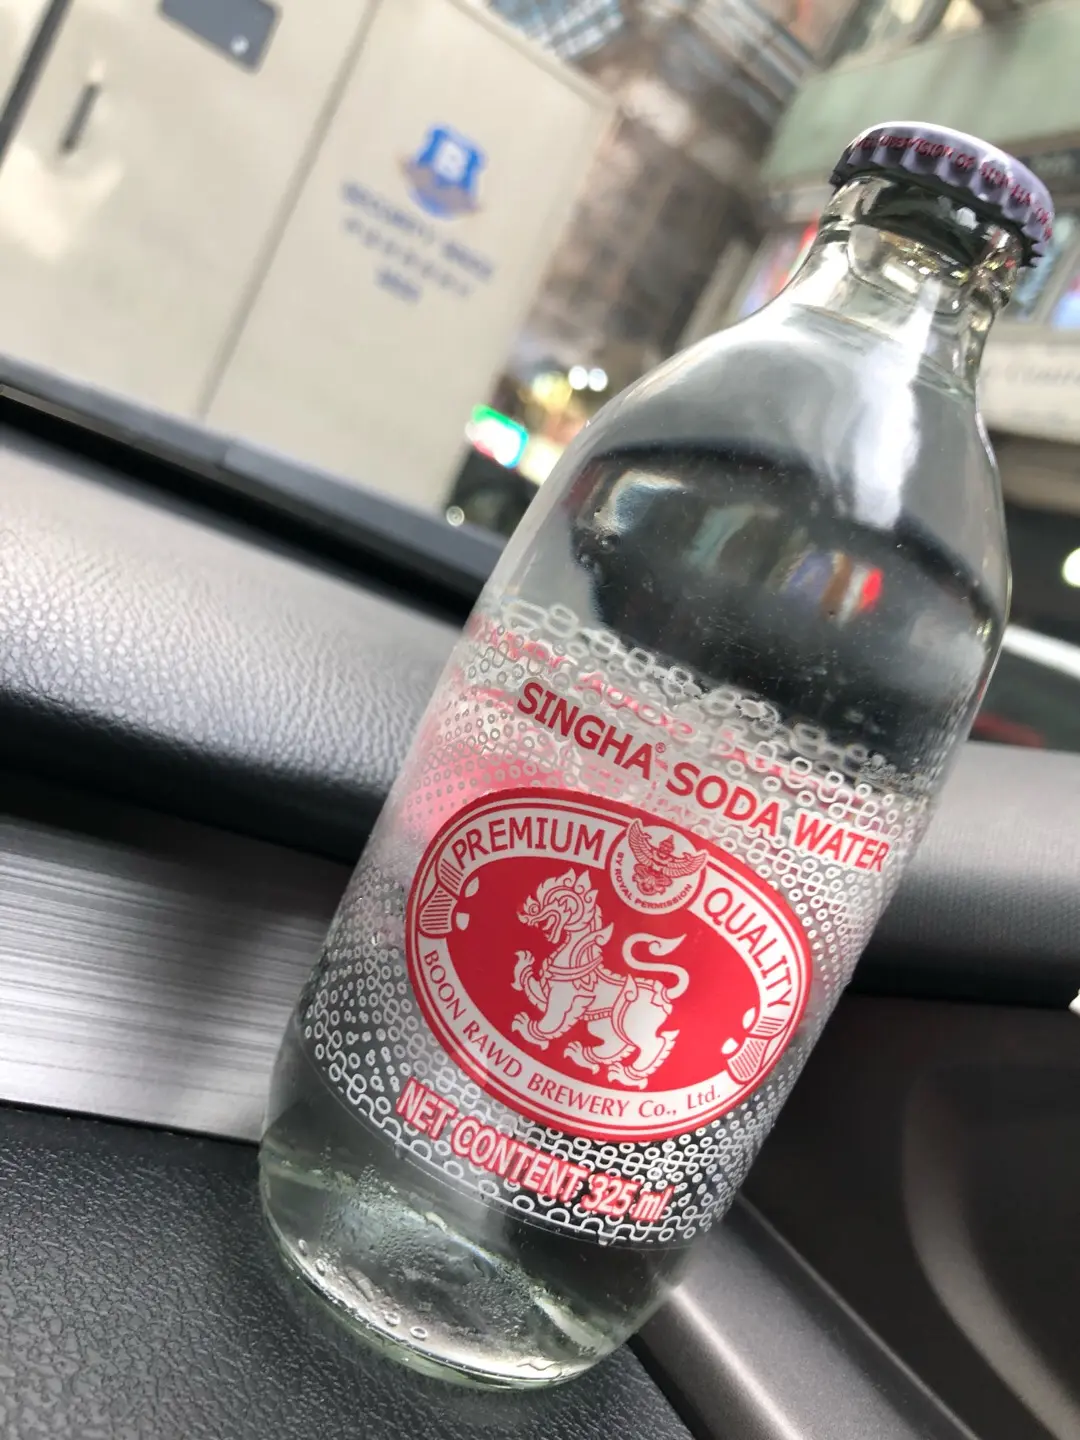 SINGHA® SODA WATER
PREMIUM QUALITY
BY ROYAL PERMISSION
BOON RAWD BREWERY Co., Ltd.
NET CONTENT 325 ml
B